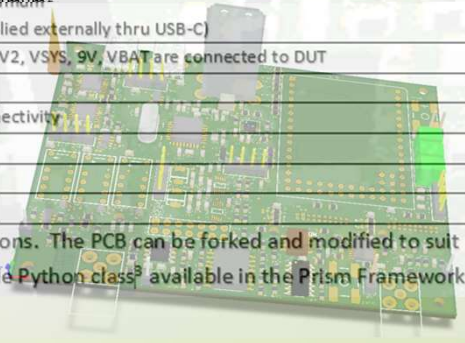 lied externally thru USB-C)
V2, VSYS, 9V, VBAT are connected to DUT
ectivity
ons. The PCB can be forked and modified to suit
e Python class³ available in the Prism Framework